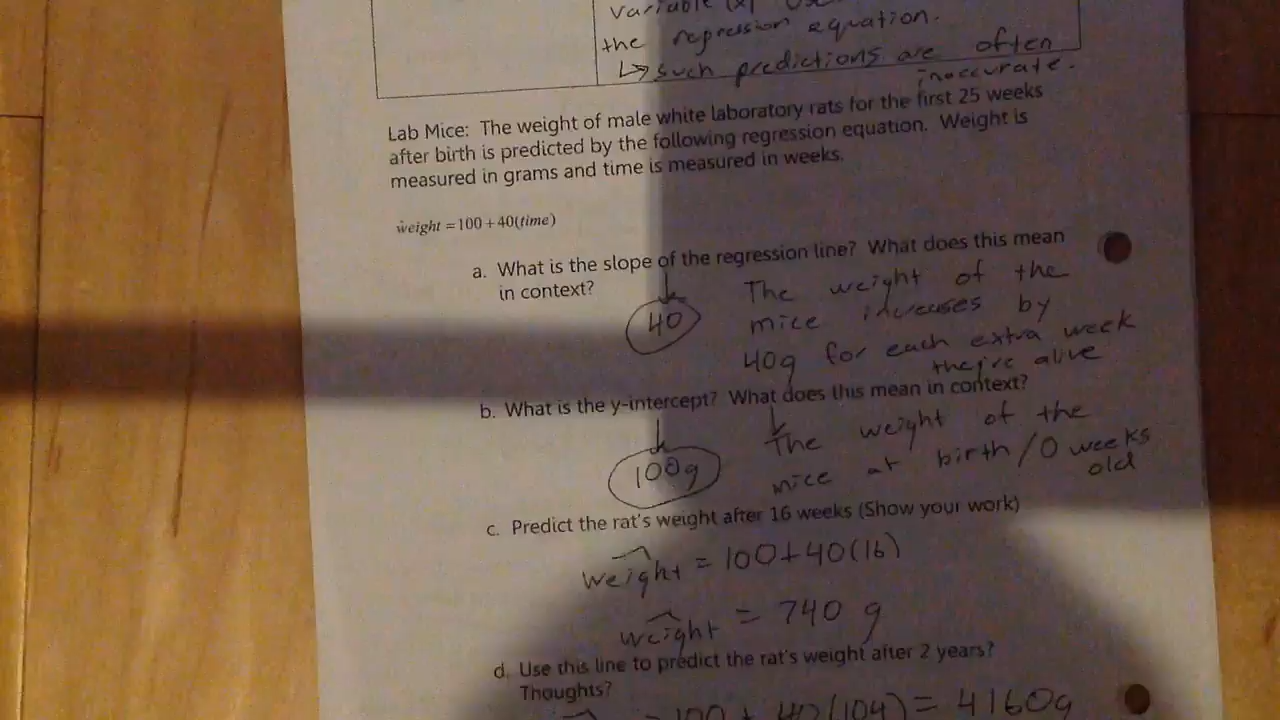 variable (x)
the regression equation.
↳ such predictions are often
inaccurate.
Lab Mice: The weight of male white laboratory rats for the first 25 weeks
after birth is predicted by the following regression equation. Weight is
measured in grams and time is measured in weeks.
weight = 100 + 40(time)
a. What is the slope of the regression line? What does this mean
in context?
40
The weight of the
mice increases by
40g for each extra week
they're alive
b. What is the y-intercept? What does this mean in context?
100g
The weight of the
mice at birth/0 weeks
old
c. Predict the rat's weight after 16 weeks (Show your work)
weight = 100+40(16)
weight = 740 g
d. Use this line to predict the rat's weight after 2 years?
Thoughts?
= 100 + 40(104) = 4160g